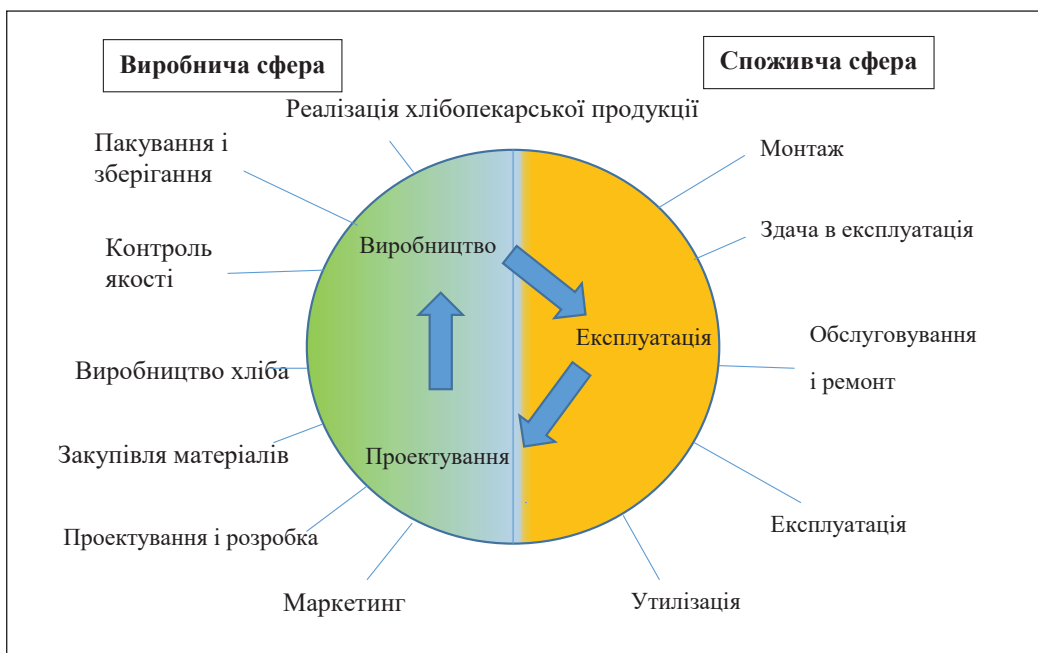 Виробнича сфера
Споживча сфера
Реалізація хлібопекарської продукції
Пакування і
зберігання
Контроль
якості
Виробництво хліба
Закупівля матеріалів
Проектування і розробка
Маркетинг
Виробництво
Експлуатація
Проектування
Монтаж
Здача в експлуатація
Обслуговування
і ремонт
Експлуатація
Утилізація